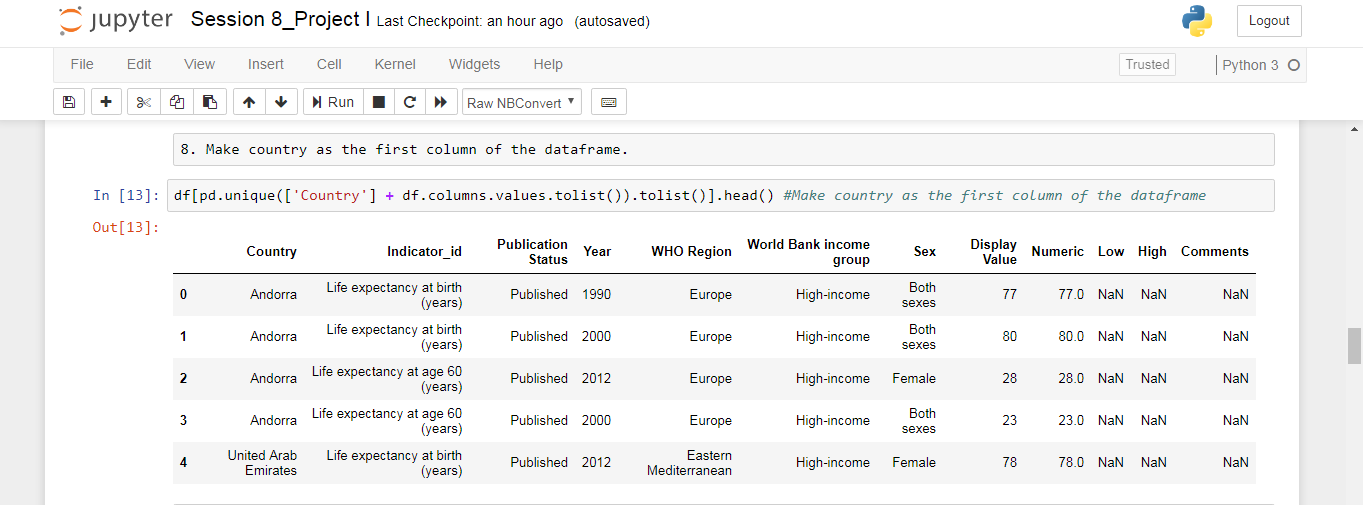 jupyter Session 8_Project I Last Checkpoint: an hour ago (autosaved) Logout
File Edit View Insert Cell Kernel Widgets Help Trusted Python 3
Run Raw NBConvert
8. Make country as the first column of the dataframe.
In [13]: df[pd.unique(['Country'] + df.columns.values.tolist()).tolist()].head() #Make country as the first column of the dataframe
Out[13]:
Country Indicator_id Publication Status Year WHO Region World Bank income group Sex Display Value Numeric Low High Comments
0 Andorra Life expectancy at birth (years) Published 1990 Europe High-income Both sexes 77 77.0 NaN NaN NaN
1 Andorra Life expectancy at birth (years) Published 2000 Europe High-income Both sexes 80 80.0 NaN NaN NaN
2 Andorra Life expectancy at age 60 (years) Published 2012 Europe High-income Female 28 28.0 NaN NaN NaN
3 Andorra Life expectancy at age 60 (years) Published 2000 Europe High-income Both sexes 23 23.0 NaN NaN NaN
4 United Arab Emirates Life expectancy at birth (years) Published 2012 Eastern Mediterranean High-income Female 78 78.0 NaN NaN NaN